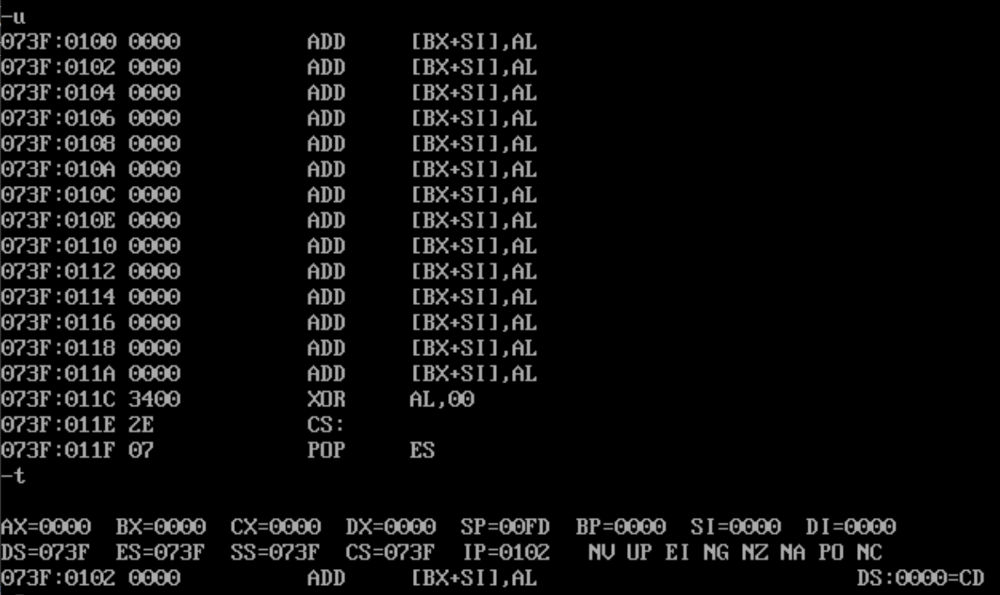 -u
073F:0100 0000          ADD     [BX+SI],AL
073F:0102 0000          ADD     [BX+SI],AL
073F:0104 0000          ADD     [BX+SI],AL
073F:0106 0000          ADD     [BX+SI],AL
073F:0108 0000          ADD     [BX+SI],AL
073F:010A 0000          ADD     [BX+SI],AL
073F:010C 0000          ADD     [BX+SI],AL
073F:010E 0000          ADD     [BX+SI],AL
073F:0110 0000          ADD     [BX+SI],AL
073F:0112 0000          ADD     [BX+SI],AL
073F:0114 0000          ADD     [BX+SI],AL
073F:0116 0000          ADD     [BX+SI],AL
073F:0118 0000          ADD     [BX+SI],AL
073F:011A 0000          ADD     [BX+SI],AL
073F:011C 3400          XOR     AL,00
073F:011E 2E            CS:
073F:011F 07            POP     ES
-t
AX=0000  BX=0000  CX=0000  DX=0000  SP=00FD  BP=0000  SI=0000  DI=0000
DS=073F  ES=073F  SS=073F  CS=073F  IP=0102   NV UP EI NG NZ NA PO NC
073F:0102 0000          ADD     [BX+SI],AL                         DS:0000=CD